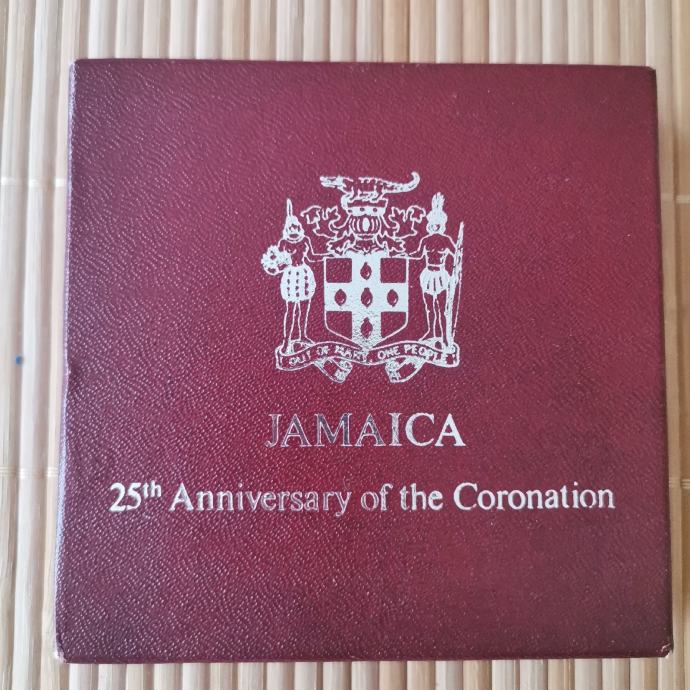 OUT OF MANY, ONE PEOPLE
JAMAICA
25th Anniversary of the Coronation